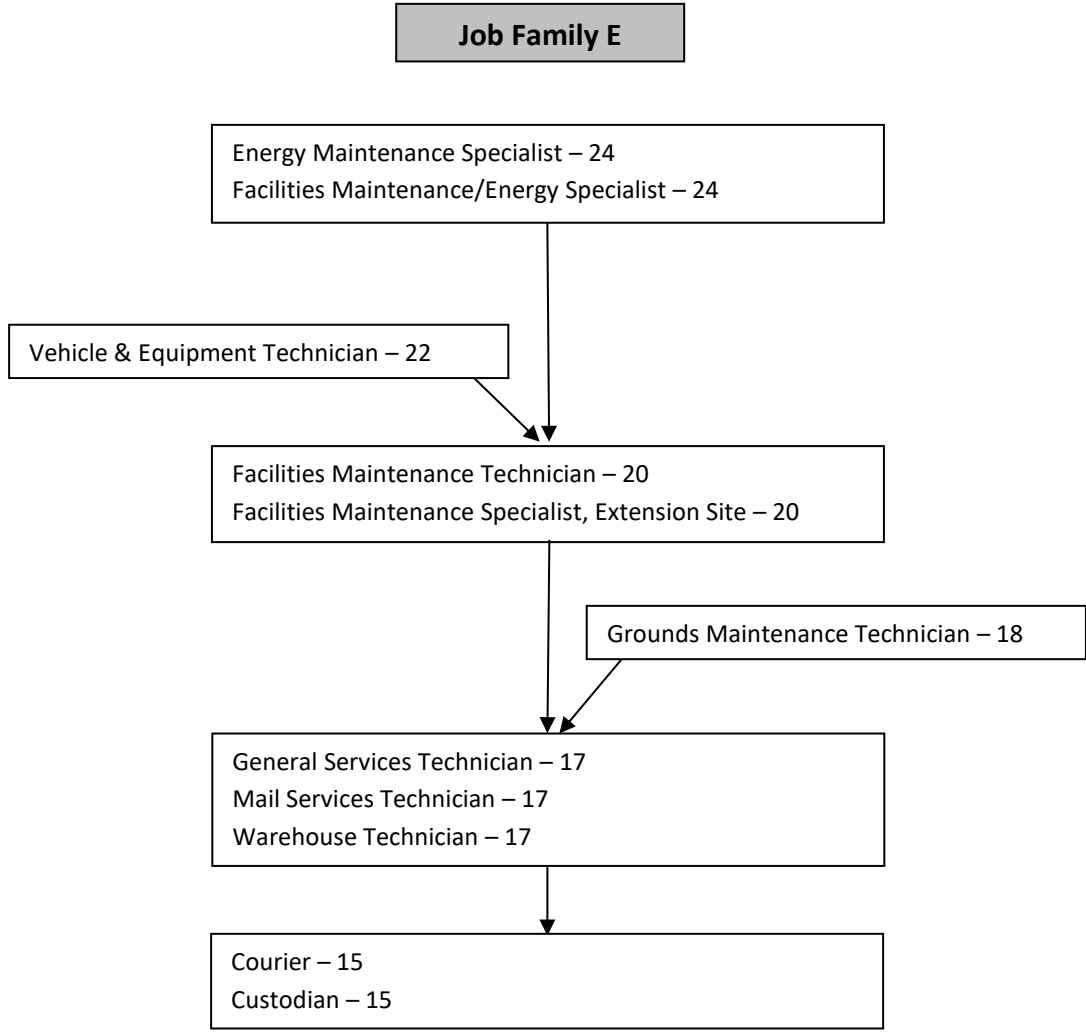 Job Family E
Energy Maintenance Specialist – 24
Facilities Maintenance/Energy Specialist – 24
Vehicle & Equipment Technician – 22
Facilities Maintenance Technician – 20
Facilities Maintenance Specialist, Extension Site – 20
Grounds Maintenance Technician – 18
General Services Technician – 17
Mail Services Technician – 17
Warehouse Technician – 17
Courier – 15
Custodian – 15